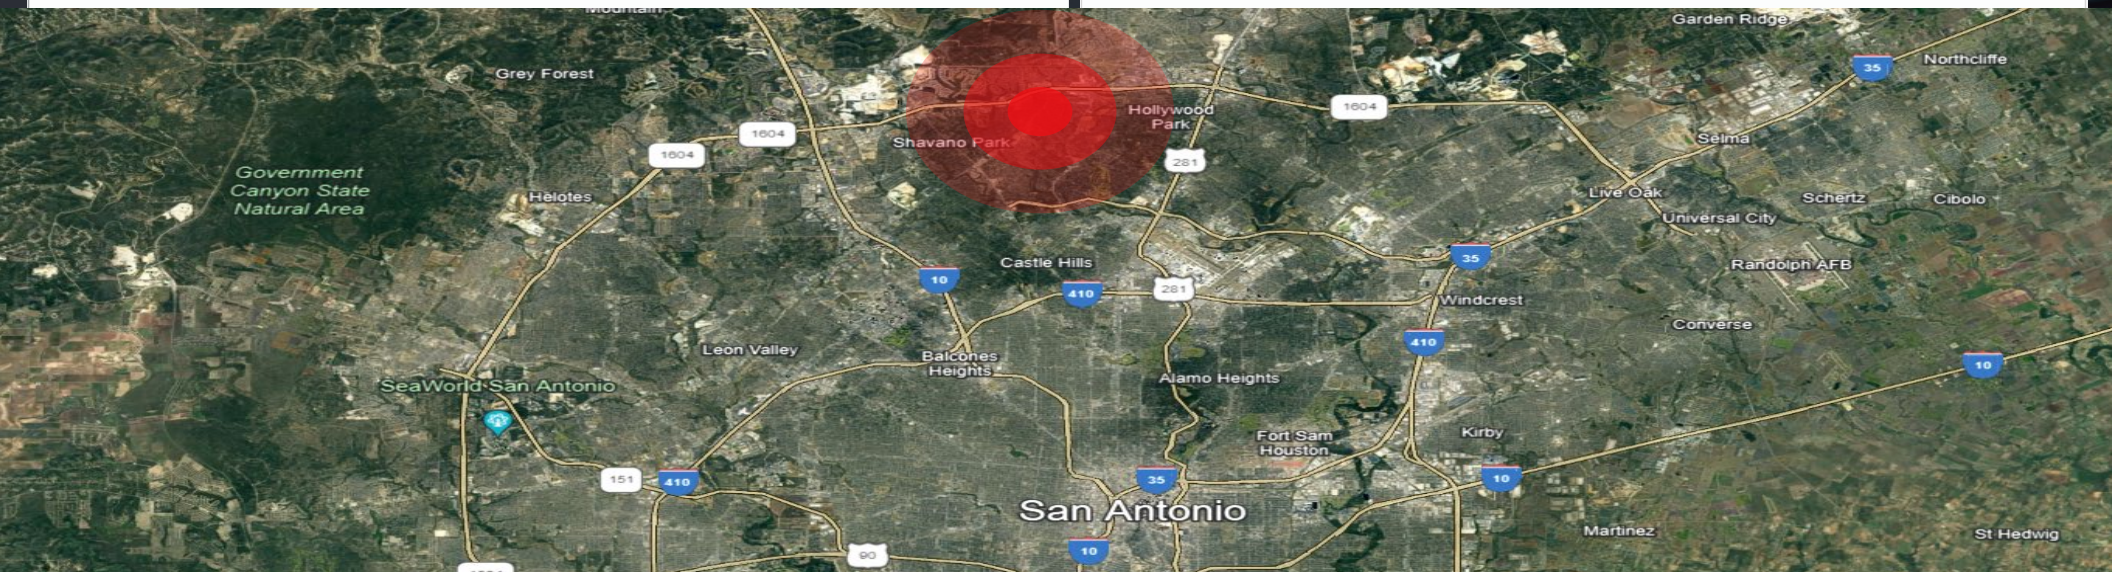 Mountain
Garden Ridge
Northcliffe
35
Grey Forest
1604
Hollywood
Park
1604
Shavano Park
1604
Selma
281
Government
Canyon State
Natural Area
Helotes
Live Oak
Schertz
Cibolo
Universal City
35
Castle Hills
Randolph AFB
10
410
281
Windcrest
Converse
410
Leon Valley
Balcones
Heights
10
SeaWorld San Antonio
Alamo Heights
Fort Sam
Houston
Kirby
151
410
35
10
San Antonio
Martinez
St Hedwig
10
90